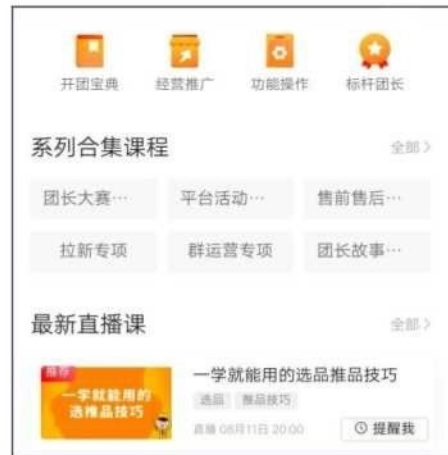 开团宝典 经营推广 功能操作 标杆团长
系列合集课程 全部 >
团长大赛… 平台活动… 售前售后…
拉新专项 群运营专项 团长故事…
最新直播课 全部 >
推荐
一学就能用的
选推品技巧
一学就能用的选品推品技巧
选品 推品技巧
直播 08月11日 20:00 提醒我